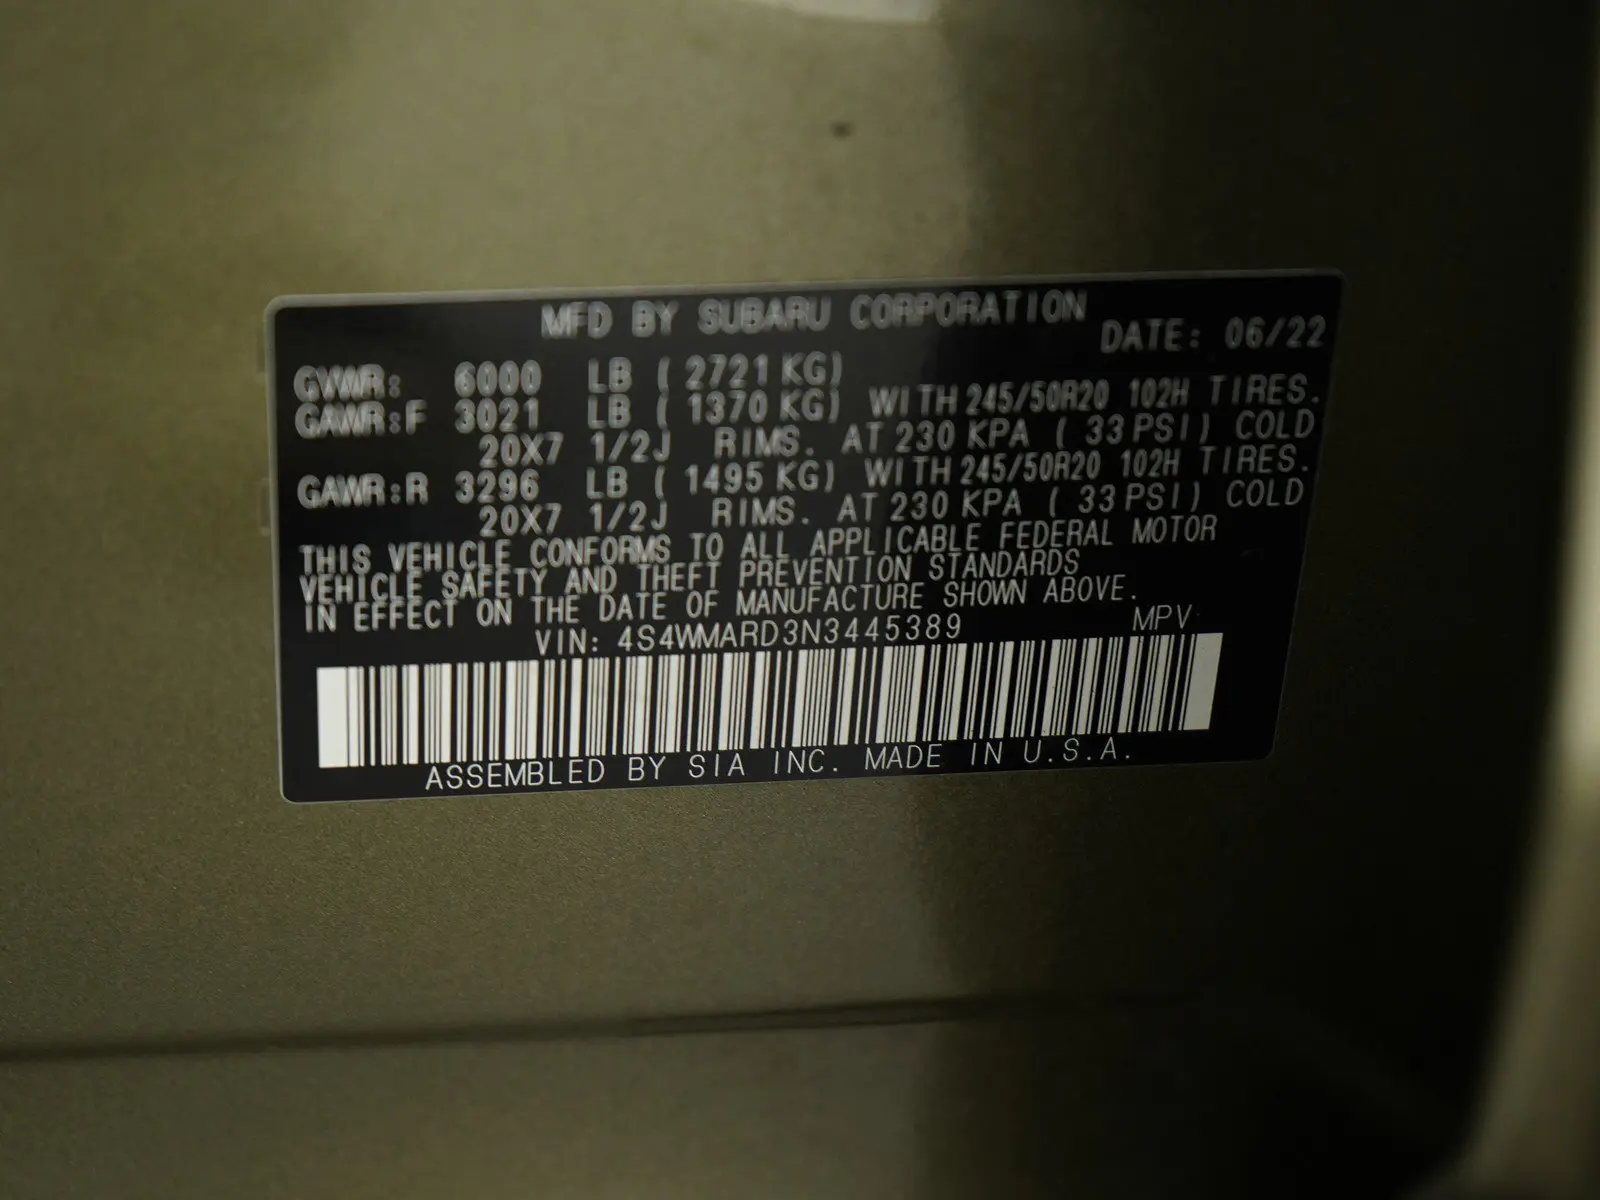 MFD BY SUBARU CORPORATION DATE: 06/22
GVWR: 6000 LB ( 2721 KG)
GAWR:F 3021 LB ( 1370 KG) WITH 245/50R20 102H TIRES.
20X7 1/2J RIMS. AT 230 KPA ( 33 PSI) COLD
GAWR:R 3296 LB ( 1495 KG) WITH 245/50R20 102H TIRES.
20X7 1/2J RIMS. AT 230 KPA ( 33 PSI) COLD
THIS VEHICLE CONFORMS TO ALL APPLICABLE FEDERAL MOTOR
VEHICLE SAFETY AND THEFT PREVENTION STANDARDS
IN EFFECT ON THE DATE OF MANUFACTURE SHOWN ABOVE.
VIN: 4S4WMARD3N3445389 MPV
ASSEMBLED BY SIA INC. MADE IN U.S.A.